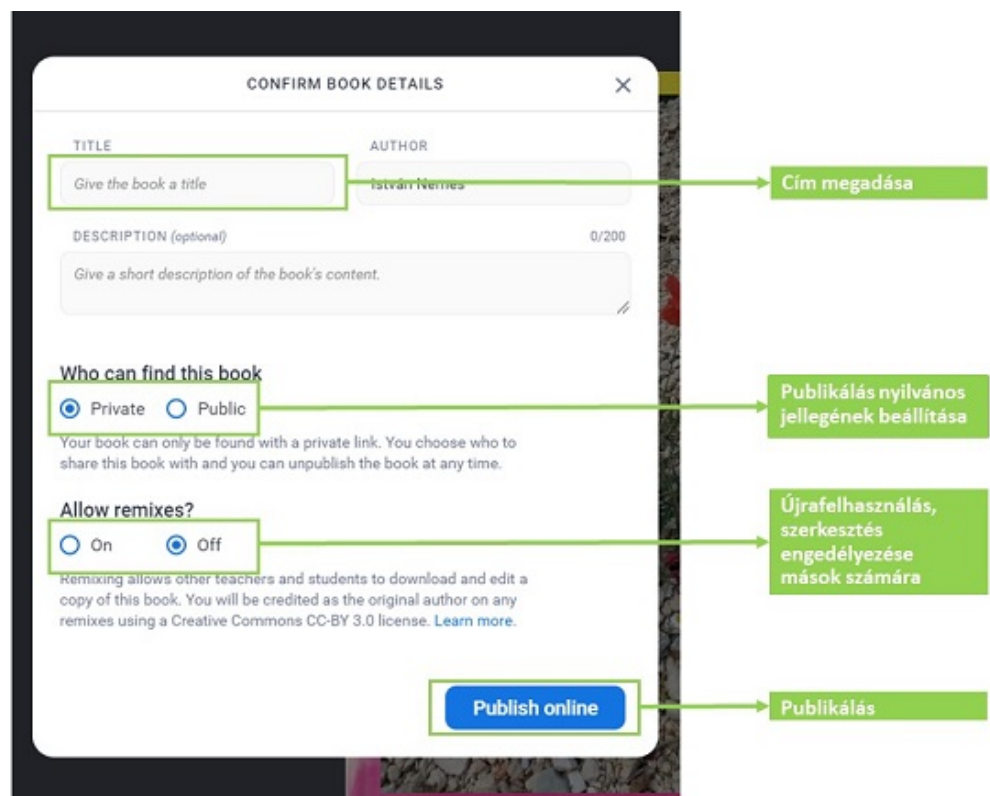 CONFIRM BOOK DETAILS
TITLE
AUTHOR
Give the book a title
István Nemes
Cím megadása
DESCRIPTION (optional)
0/200
Give a short description of the book's content.
Who can find this book
Private
Public
Publikálás nyilvános
jellegének beállítása
Your book can only be found with a private link. You choose who to
share this book with and you can unpublish the book at any time.
Allow remixes?
On
Off
Újrafelhasználás,
szerkesztés
engedélyezése
mások számára
Remixing allows other teachers and students to download and edit a
copy of this book. You will be credited as the original author on any
remixes using a Creative Commons CC-BY 3.0 license. Learn more.
Publish online
Publikálás